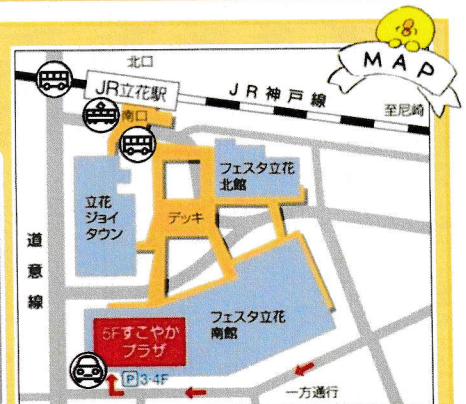 MAP
北口
JR立花駅
JR神戸線
至尼崎
南口
フェスタ立花
北館
立花
ジョイ
タウン
デッキ
道意線
フェスタ立花
南館
5Fすこやか
プラザ
P 3·4F
一方通行